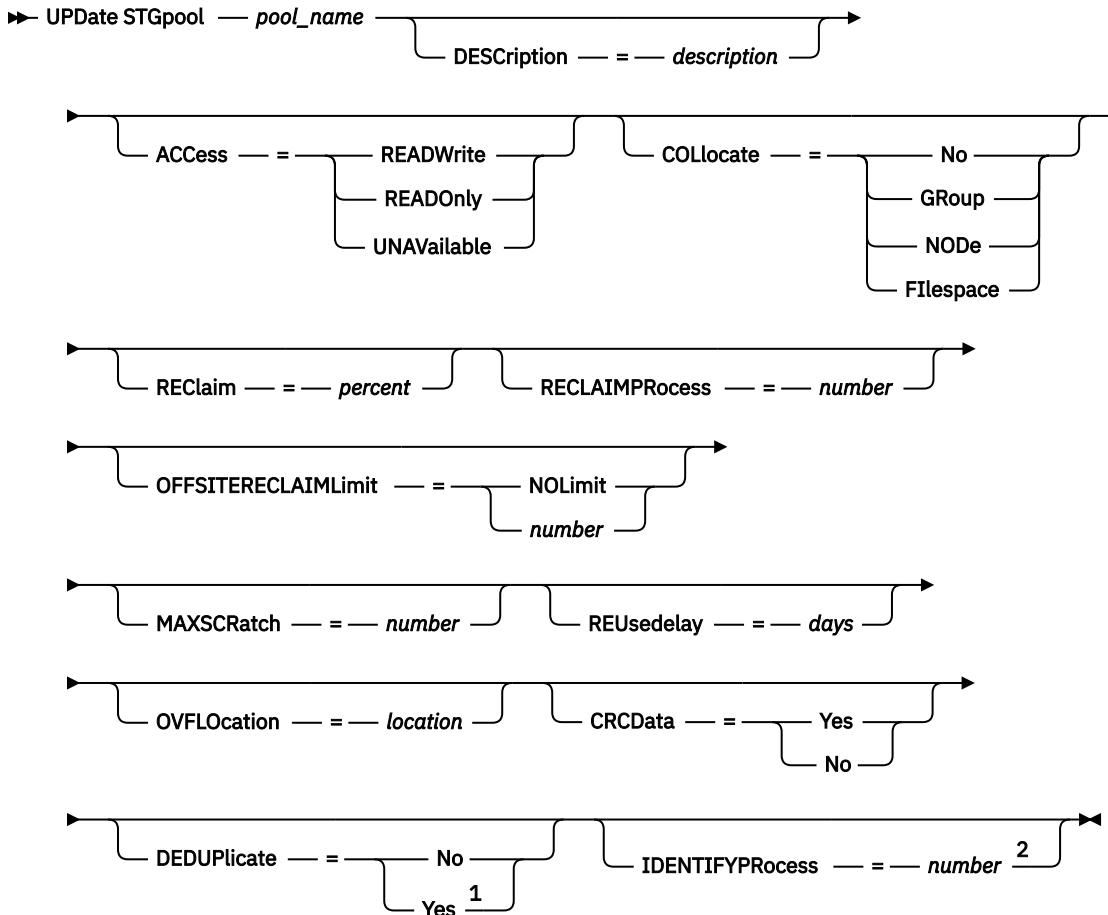 UPDate STGpool — pool_name
DESCription — = — description
ACCess — = — READWrite
READOnly
UNAVailable
COLlocate — = — No
GRoup
NODe
FIlespace
REClaim — = — percent
RECLAIMPRocess — = — number
OFFSITERECLAIMLimit — = — NOLimit
number
MAXSCRatch — = — number
REUsedelay — = — days
OVFLOcation — = — location
CRCData — = — Yes
No
DEDUPlicate — = — No
Yes 1
IDENTIFYPRocess — = — number 2